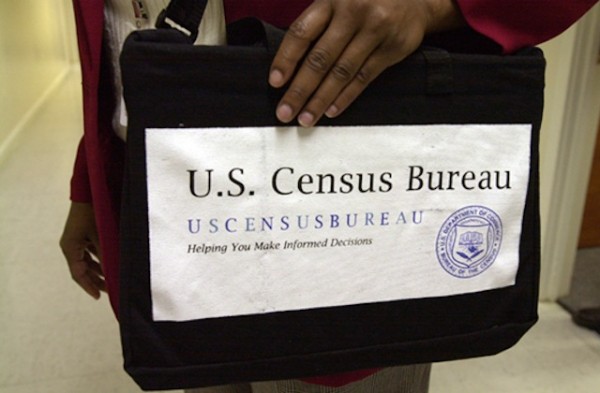 U.S. Census Bureau
USCENSUSBUREAU
Helping You Make Informed Decisions
U.S. DEPARTMENT OF COMMERCE
BUREAU OF THE CENSUS